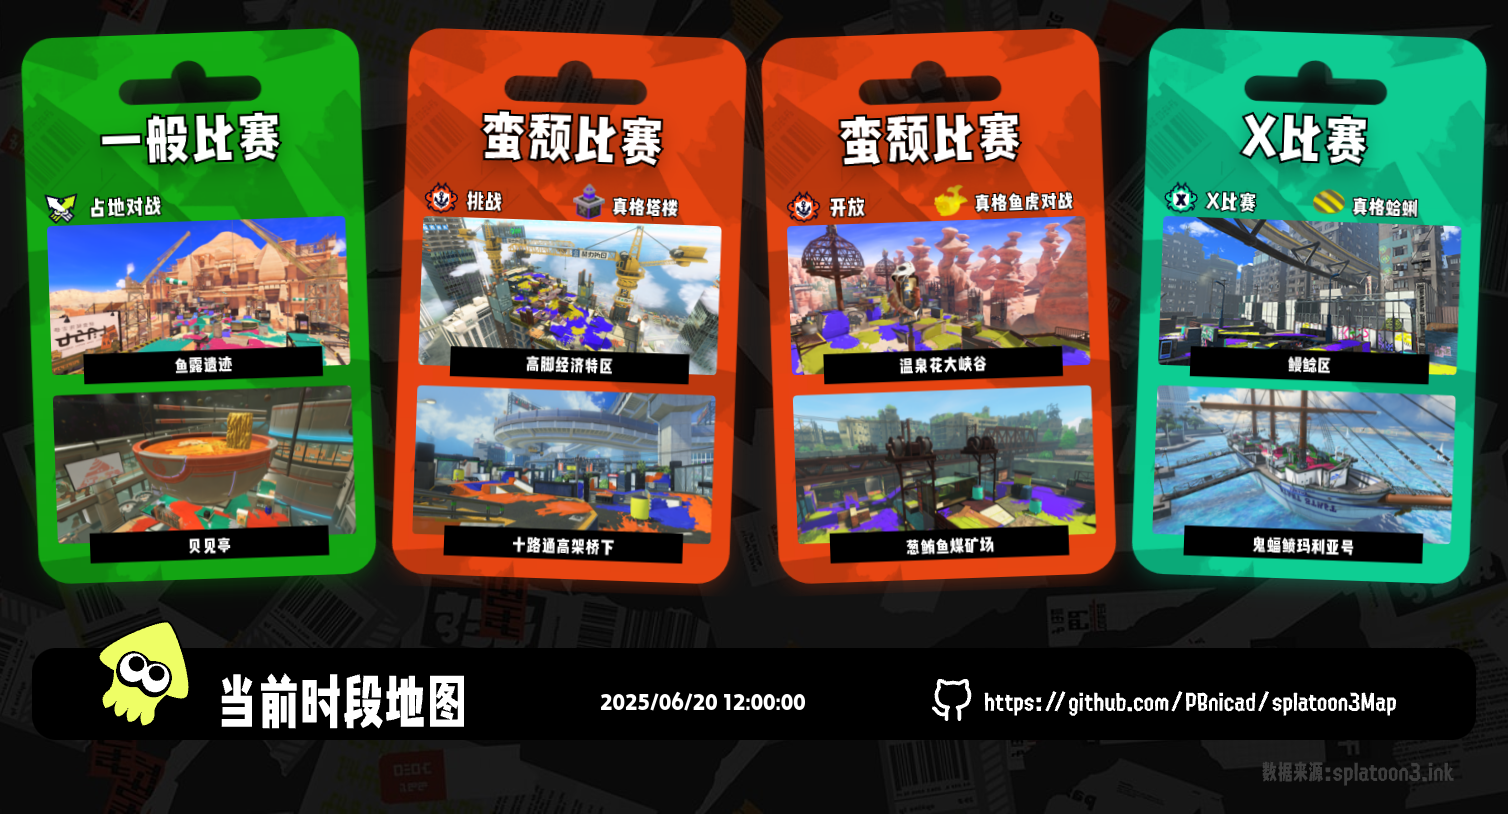 一般比赛
占地对战
鱼露遗迹
贝见亭
蛮颓比赛
挑战
真格塔楼
高脚经济特区
十路通高架桥下
蛮颓比赛
开放
真格鱼虎对战
温泉花大峡谷
葱鲔鱼煤矿场
X比赛
X比赛
真格蛤蜊
鳗鲶区
鬼蝠鲼玛利亚号
当前时段地图
2025/06/20 12:00:00
https://github.com/PBnicad/splatoon3Map
数据来源:splatoon3.ink